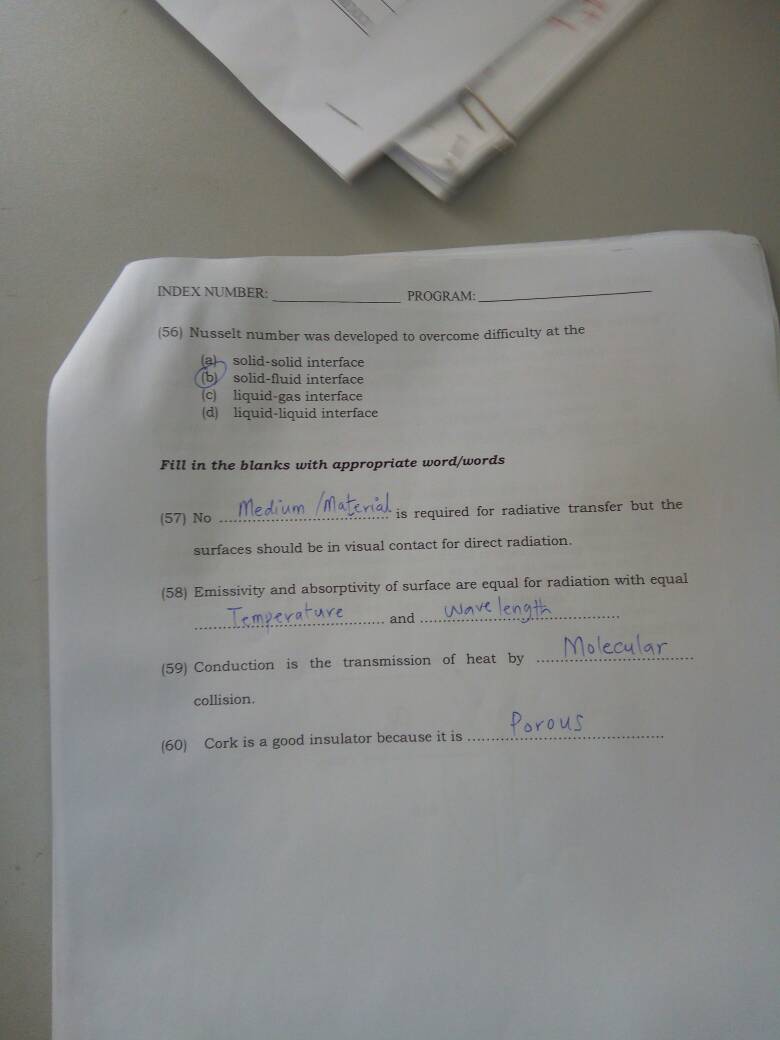 INDEX NUMBER: ________ PROGRAM: ________
(56) Nusselt number was developed to overcome difficulty at the
(a) solid-solid interface
(b) solid-fluid interface
(c) liquid-gas interface
(d) liquid-liquid interface
Fill in the blanks with appropriate word/words
(57) No Medium/Material is required for radiative transfer but the
surfaces should be in visual contact for direct radiation.
(58) Emissivity and absorptivity of surface are equal for radiation with equal
Temperature and wave length
(59) Conduction is the transmission of heat by Molecular
collision.
(60) Cork is a good insulator because it is Porous